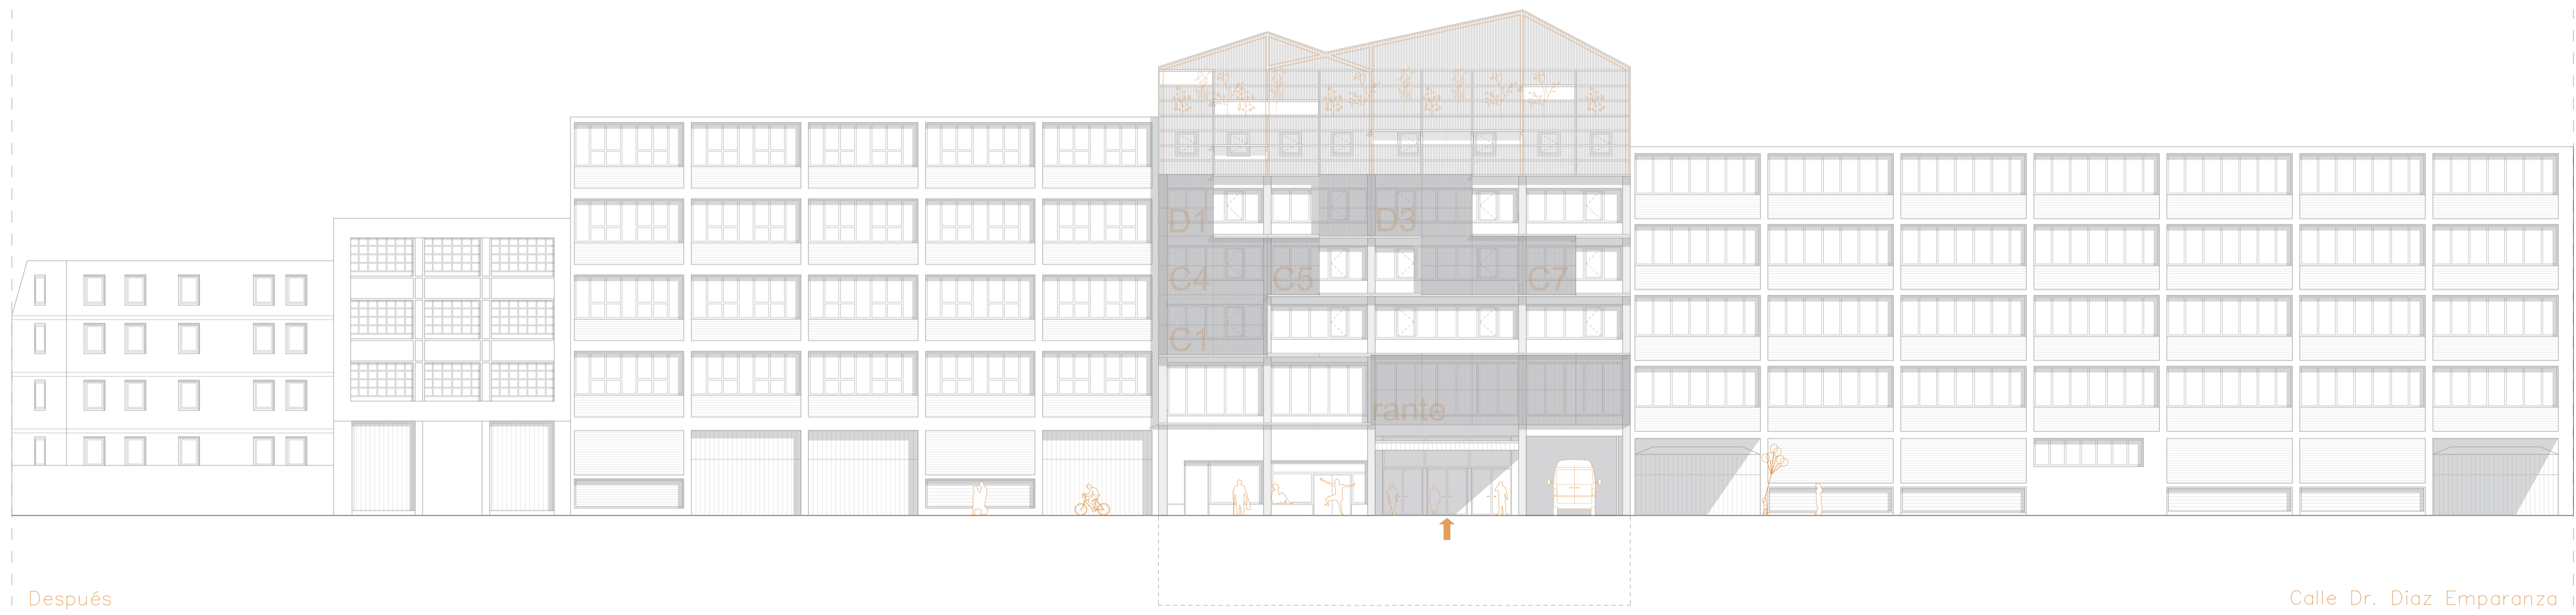 D1 D3
C4 C5 C7
C1
rante
Después
Calle Dr. Diaz Emparanza